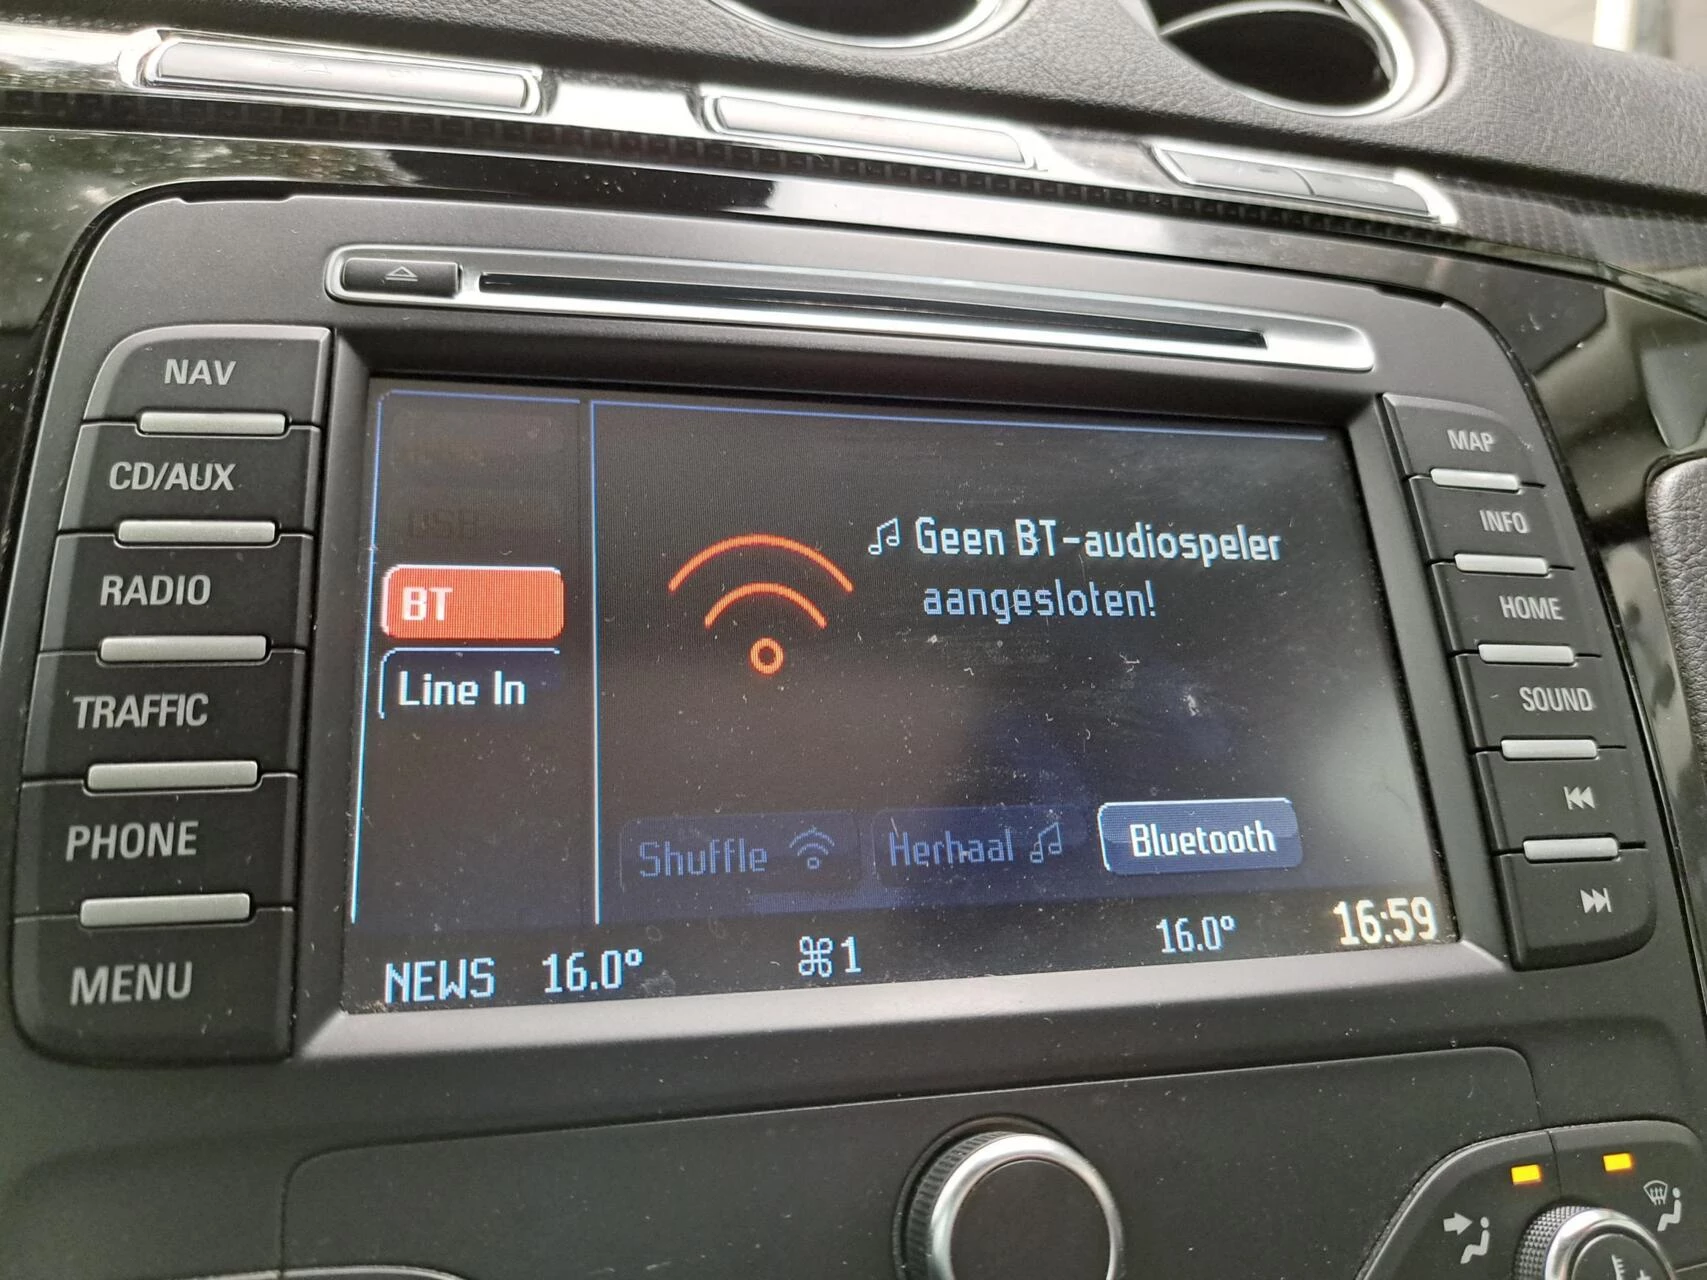 NAV
CD/AUX
RADIO
TRAFFIC
PHONE
MENU
USB
BT
Line In
Geen BT-audiospeler
aangesloten!
Shuffle
Herhaal
Bluetooth
NEWS 16.0° ⌘1 16.0° 16:59
MAP
INFO
HOME
SOUND